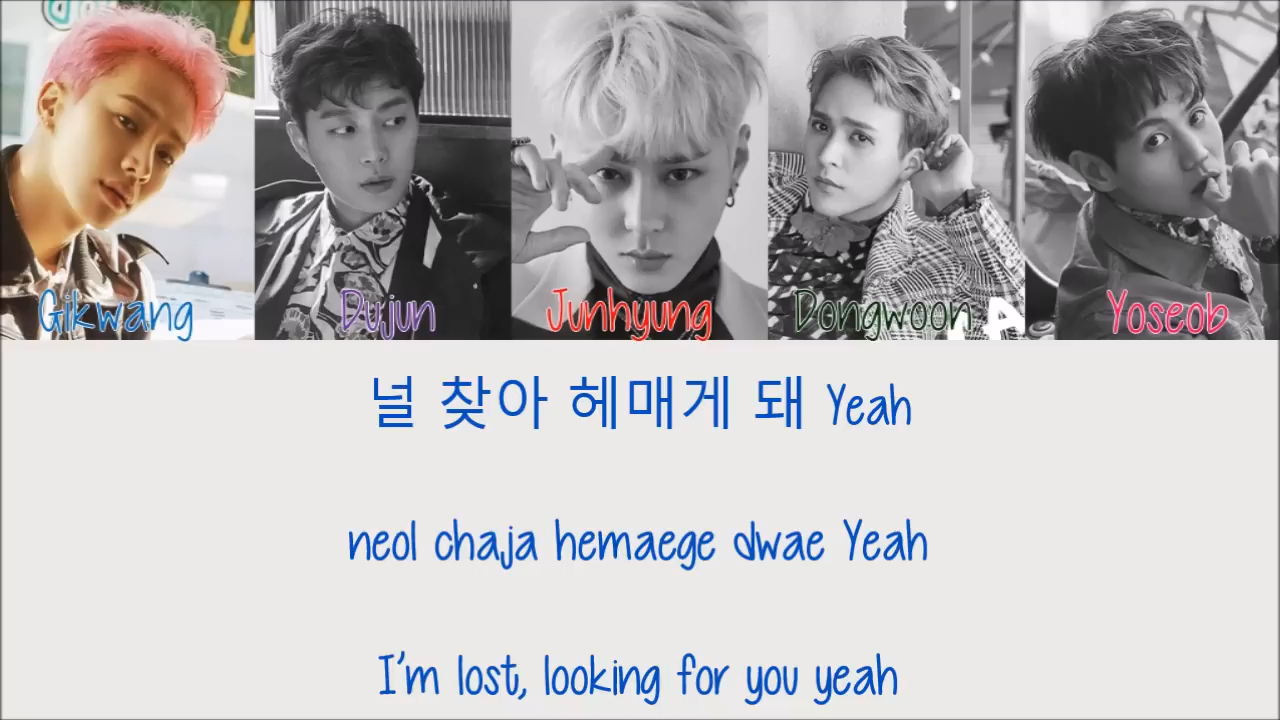 Gikwang
Dujun
Junhyung
Dongwoon
Yoseob
널 찾아 헤매게 돼 Yeah
neol chaja hemaege dwae Yeah
I'm lost, looking for you yeah